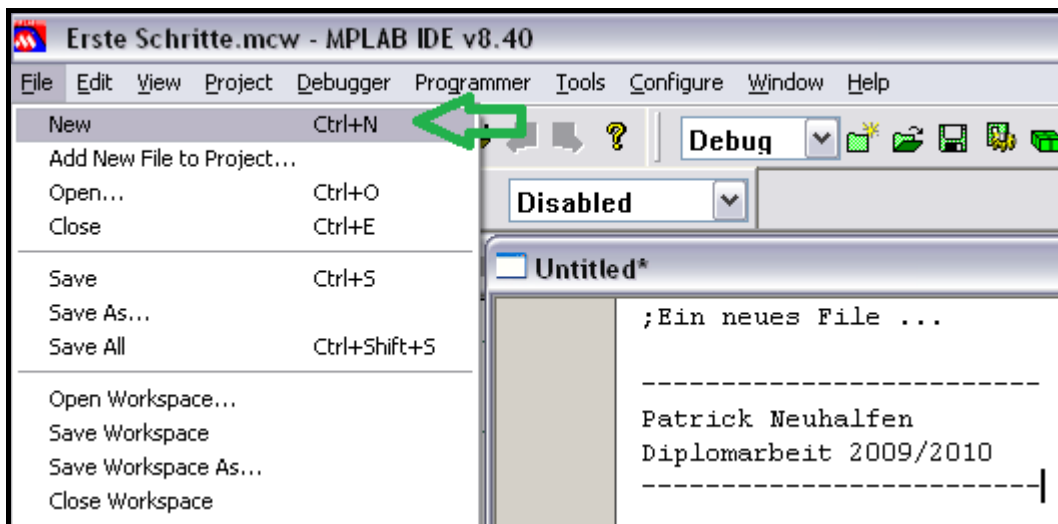 Erste Schritte.mcw - MPLAB IDE v8.40
File Edit View Project Debugger Programmer Tools Configure Window Help
New Ctrl+N
Add New File to Project...
Open... Ctrl+O
Close Ctrl+E
Save Ctrl+S
Save As...
Save All Ctrl+Shift+S
Open Workspace...
Save Workspace
Save Workspace As...
Close Workspace
Debug
Disabled
Untitled*
;Ein neues File ...
-------------------------
Patrick Neuhalfen
Diplomarbeit 2009/2010
-------------------------